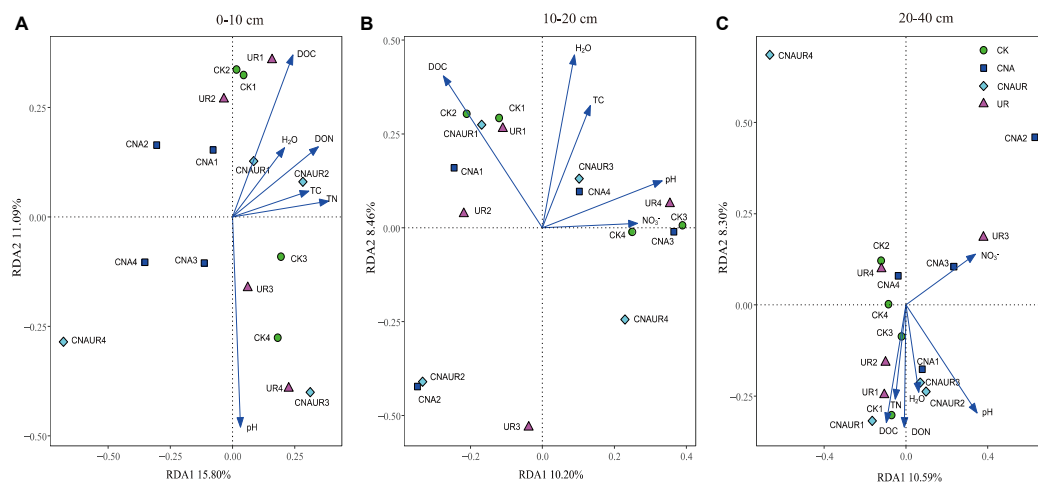 A
0-10 cm
B
10-20 cm
C
20-40 cm
RDA2 11.09%
0.25
0.00
−0.25
−0.50
−0.50
−0.25
0.00
0.25
RDA1 15.80%
UR1
DOC
CK2
CK1
UR2
H₂O
DON
CNA2
CNA1
CNAUR1
CNAUR2
TC
TN
CNA4
CNA3
CK3
UR3
CNAUR4
CK4
UR4
CNAUR3
pH
RDA2 8.46%
0.50
0.25
0.00
−0.25
−0.50
−0.2
0.0
0.2
0.4
RDA1 10.20%
H₂O
DOC
TC
CK2
CK1
CNAUR1
UR1
CNA1
CNAUR3
CNA4
pH
UR2
UR4
NO₃⁻
CK3
CK4
CNA3
CNAUR4
CNAUR2
CNA2
UR3
RDA2 8.30%
0.50
0.25
0.00
−0.25
−0.4
0.0
0.4
RDA1 10.59%
CNAUR4
CK
CNA
CNAUR
UR
CNA2
UR3
CK2
UR4
CNA4
CNA3
NO₃⁻
CK4
CK3
UR2
CNA1
CNAUR3
UR1
TN
H₂O
CNAUR2
CK1
pH
CNAUR1
DOC
DON